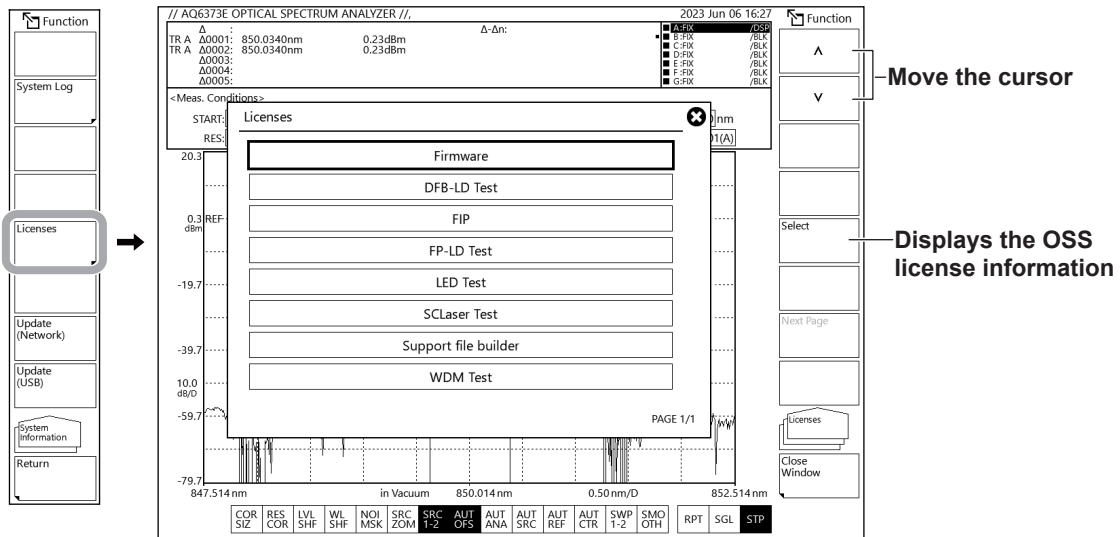 Function
System Log
Licenses
Update
(Network)
Update
(USB)
System
Information
Return
// AQ6373E OPTICAL SPECTRUM ANALYZER //,
2023 Jun 06 16:27
Δ :
Δ-Δn:
TR A Δ0001: 850.0340nm 0.23dBm
TR A Δ0002: 850.0340nm 0.23dBm
Δ0003:
Δ0004:
Δ0005:
A:FIX /DSP
B:FIX /BLK
C:FIX /BLK
D:FIX /BLK
E:FIX /BLK
F:FIX /BLK
G:FIX /BLK
<Meas. Conditions>
START:
nm
RES:
01(A)
Licenses
Firmware
DFB-LD Test
FIP
FP-LD Test
LED Test
SCLaser Test
Support file builder
WDM Test
PAGE 1/1
20.3
0.3 REF
dBm
-19.7
-39.7
10.0
dB/D
-59.7
-79.7
847.514 nm in Vacuum 850.014 nm 0.50 nm/D 852.514 nm
COR SIZ
RES COR
LVL SHF
WL SHF
NOI MSK
SRC ZOM
SRC 1-2
AUT OFS
AUT ANA
AUT SRC
AUT REF
AUT CTR
SWP 1-2
SMO OTH
RPT
SGL
STP
Function
Select
Next Page
Licenses
Close
Window
Move the cursor
Displays the OSS
license information